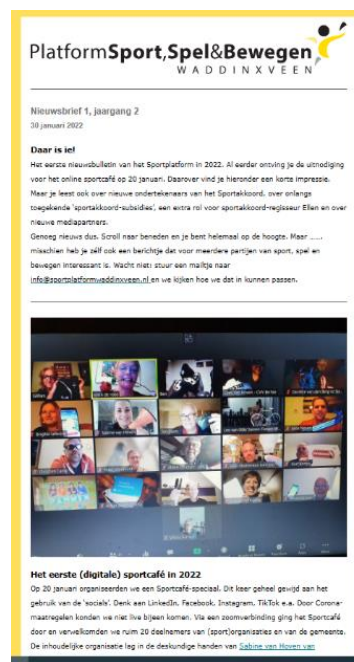 PlatformSport,Spel&Bewegen
WADDINXVEEN
Nieuwsbrief 1, jaargang 2
30 januari 2022
Daar is ie!
Het eerste nieuwsbulletin van het Sportplatform in 2022. Al eerder ontving je de uitnodiging
voor het online sportcafé op 20 januari. Daarover vind je hieronder een korte impressie.
Maar je leest ook over nieuwe ondertekenaars van het Sportakkoord, over onlangs
toegekende 'sportakkoord-subsidies', een extra rol voor sportakkoord-regisseur Ellen en over
nieuwe mediapartners.
Genoeg nieuws dus. Scroll naar beneden en je bent helemaal op de hoogte. Maar .....,
misschien heb je zélf ook een berichtje dat voor meerdere partijen van sport, spel en
bewegen interessant is. Wacht niet: stuur een mailtje naar
info@sportplatformwaddinxveen.nl en we kijken hoe we dat in kunnen passen.
Het eerste (digitale) sportcafé in 2022
Op 20 januari organiseerden we een Sportcafé-speciaal. Dit keer geheel gewijd aan het
gebruik van de 'socials'. Denk aan LinkedIn, Facebook, Instagram, TikTok e.a. Door Corona-
maatregelen konden we niet live bijeen komen. Via een zoomverbinding ging het Sportcafé
door en verwelkomden we ruim 20 deelnemers van (sport)organisaties en van de gemeente.
De inhoudelijke organisatie lag in de deskundige handen van Sabine van Hoven van